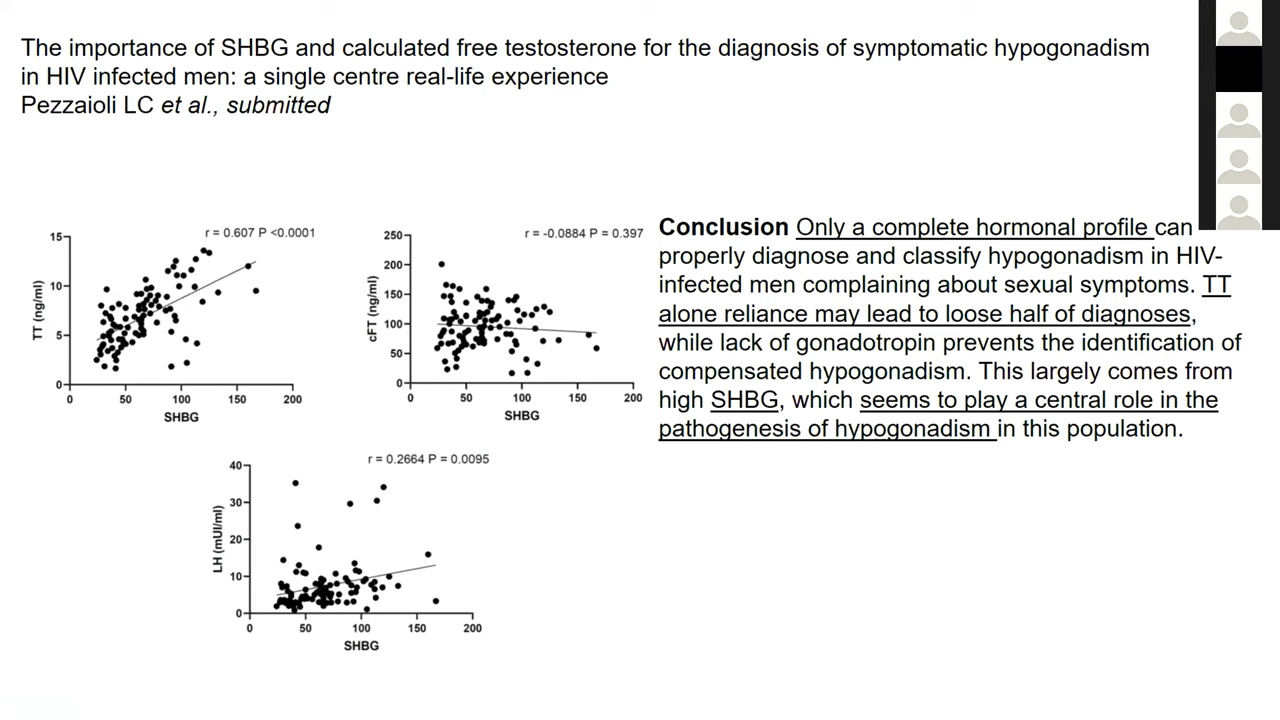 The importance of SHBG and calculated free testosterone for the diagnosis of symptomatic hypogonadism
in HIV infected men: a single centre real-life experience
Pezzaioli LC et al., submitted
r = 0.607 P <0.0001
15
10
5
0
TT (ng/ml)
0 50 100 150 200
SHBG
r = -0.0884 P = 0.397
250
200
150
100
50
0
cFT (ng/ml)
0 50 100 150 200
SHBG
Conclusion Only a complete hormonal profile can
properly diagnose and classify hypogonadism in HIV-
infected men complaining about sexual symptoms. TT
alone reliance may lead to loose half of diagnoses,
while lack of gonadotropin prevents the identification of
compensated hypogonadism. This largely comes from
high SHBG, which seems to play a central role in the
pathogenesis of hypogonadism in this population.
r = 0.2664 P = 0.0095
40
30
20
10
0
LH (mUI/ml)
0 50 100 150 200
SHBG